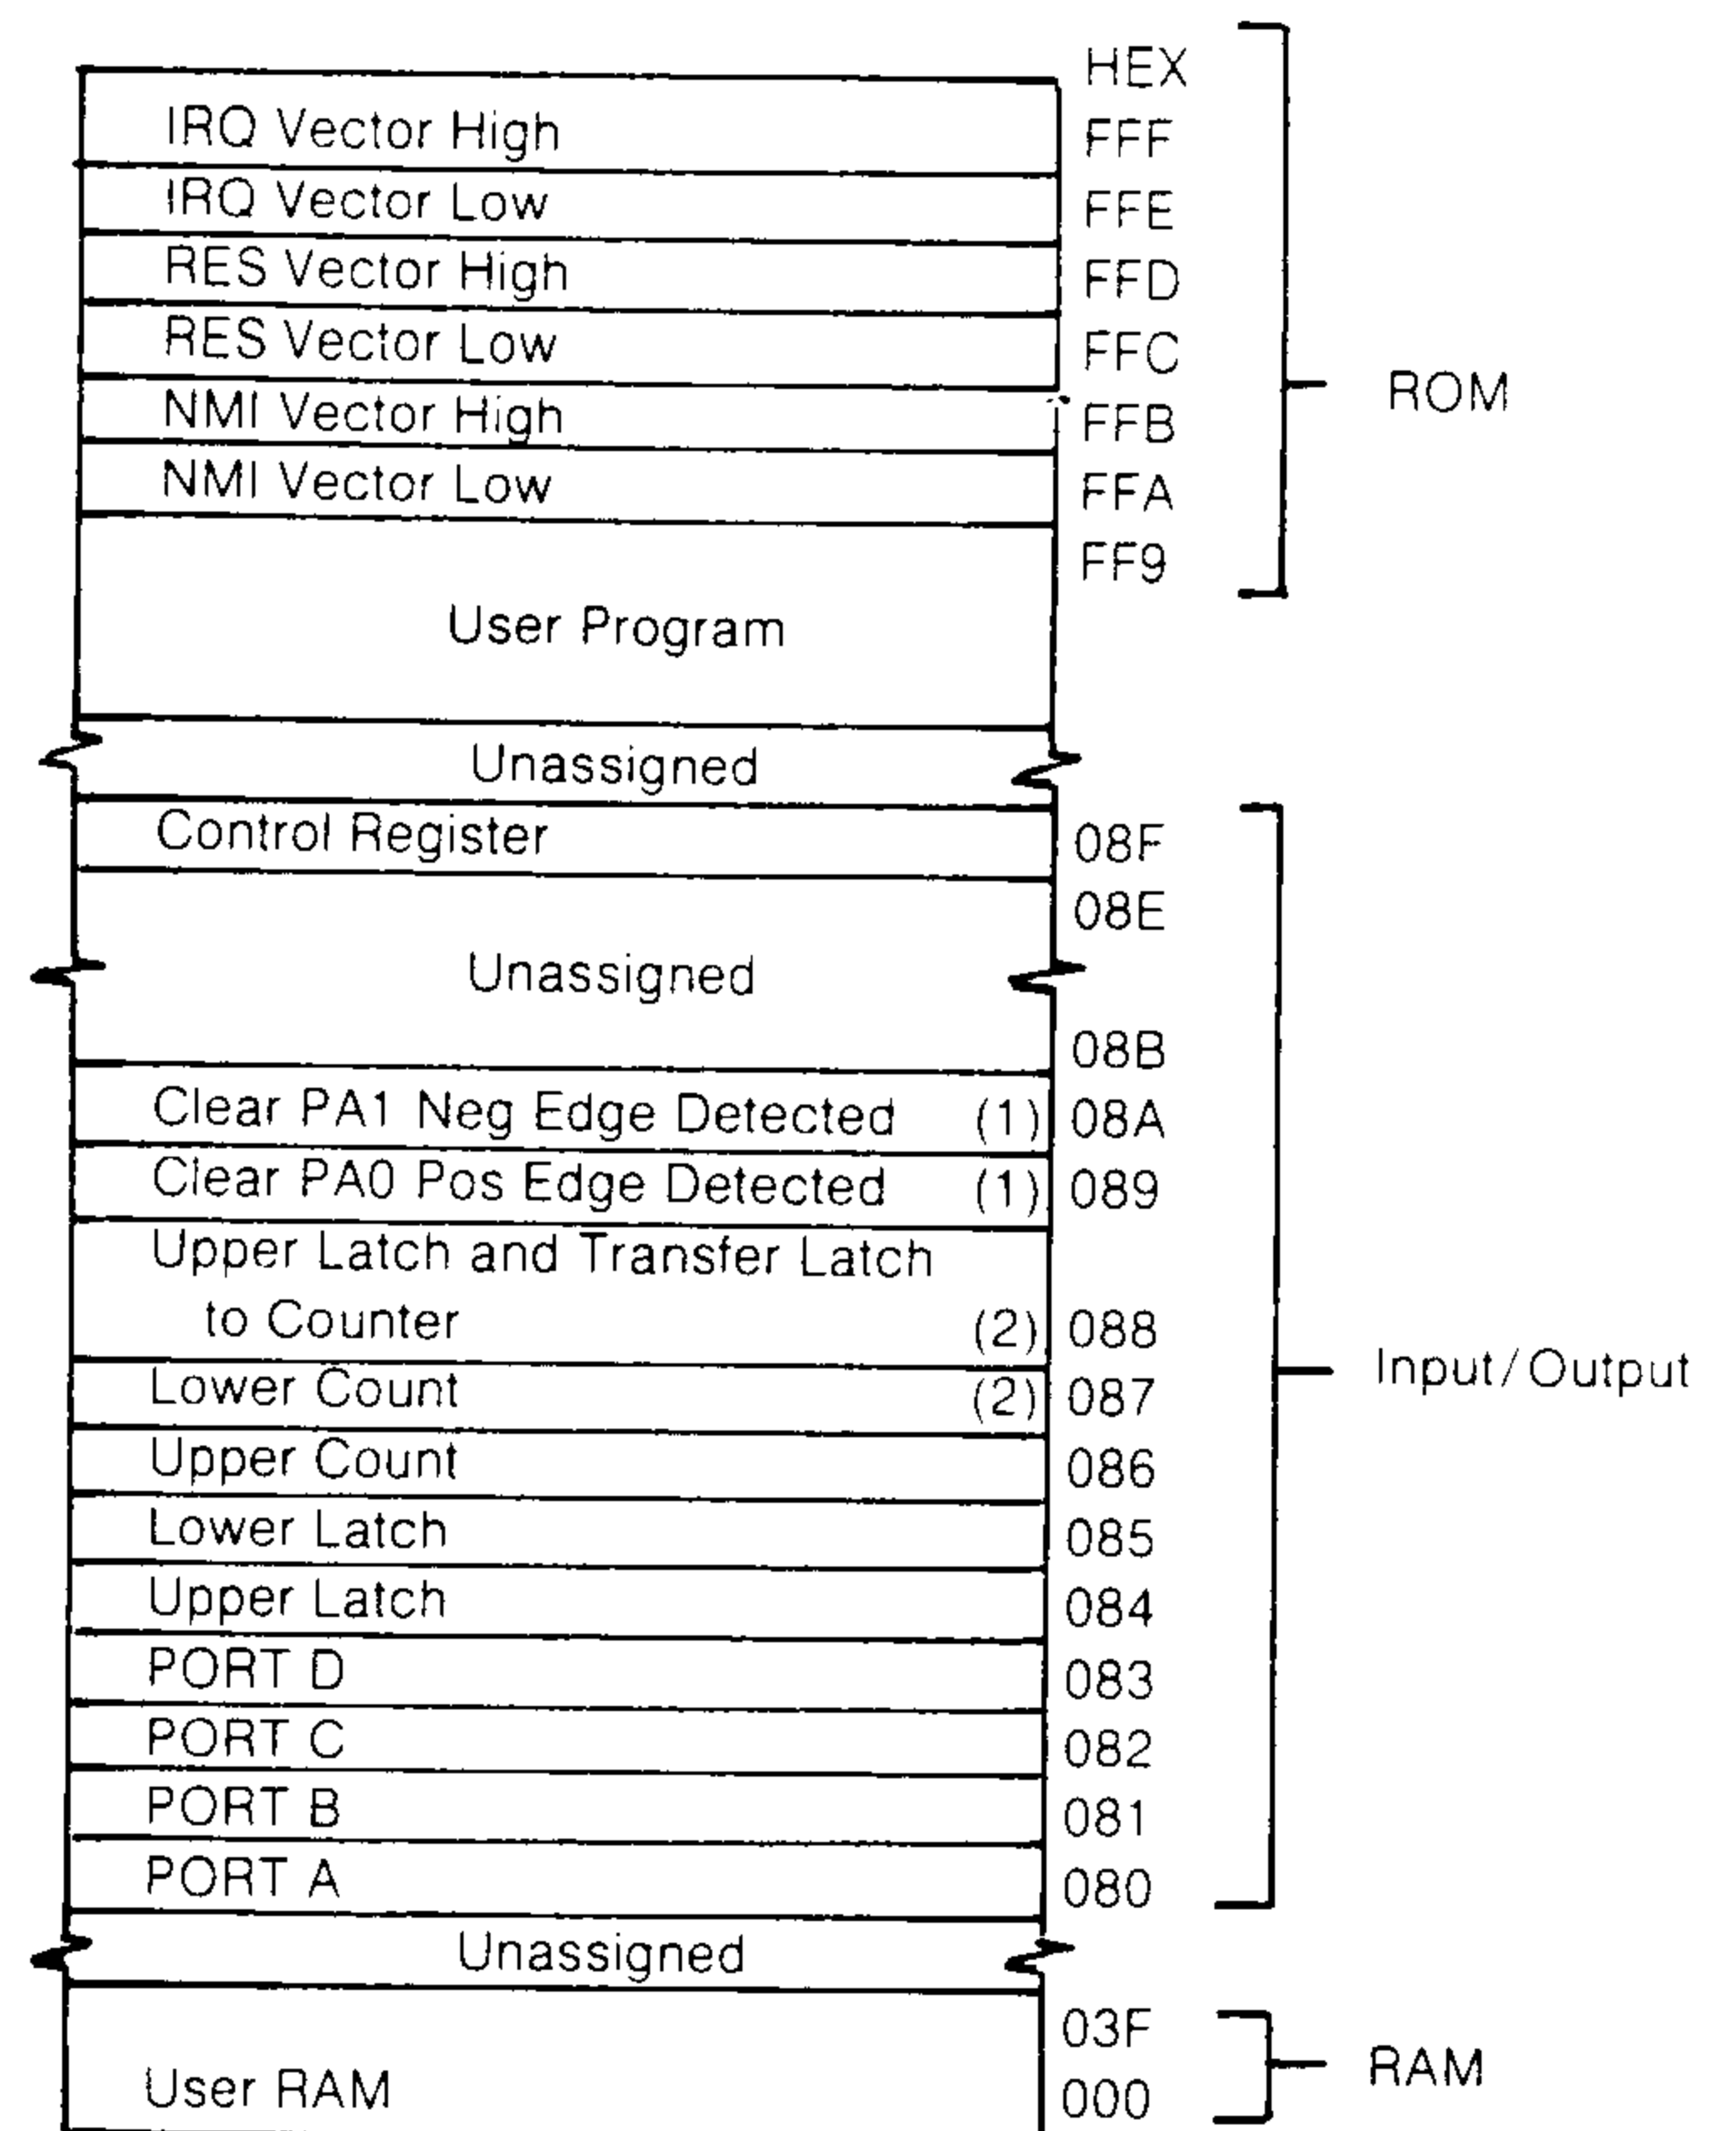 HEX
IRQ Vector High FFF
IRQ Vector Low FFE
RES Vector High FFD
RES Vector Low FFC
ROM
NMI Vector High FFB
NMI Vector Low FFA
FF9
User Program
Unassigned
Control Register 08F
08E
Unassigned
08B
Clear PA1 Neg Edge Detected (1) 08A
Clear PA0 Pos Edge Detected (1) 089
Upper Latch and Transfer Latch
to Counter (2) 088
Input/Output
Lower Count (2) 087
Upper Count 086
Lower Latch 085
Upper Latch 084
PORT D 083
PORT C 082
PORT B 081
PORT A 080
Unassigned
03F
RAM
User RAM 000